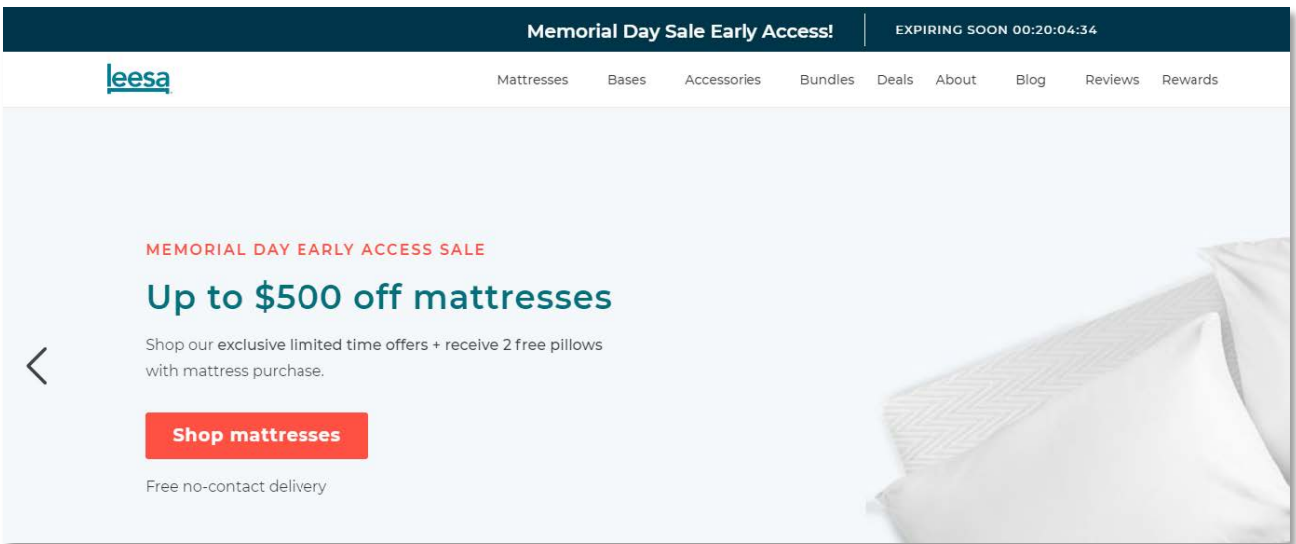 Memorial Day Sale Early Access!
EXPIRING SOON 00:20:04:34
leesa
Mattresses Bases Accessories Bundles Deals About Blog Reviews Rewards
MEMORIAL DAY EARLY ACCESS SALE
Up to $500 off mattresses
Shop our exclusive limited time offers + receive 2 free pillows
with mattress purchase.
Shop mattresses
Free no-contact delivery